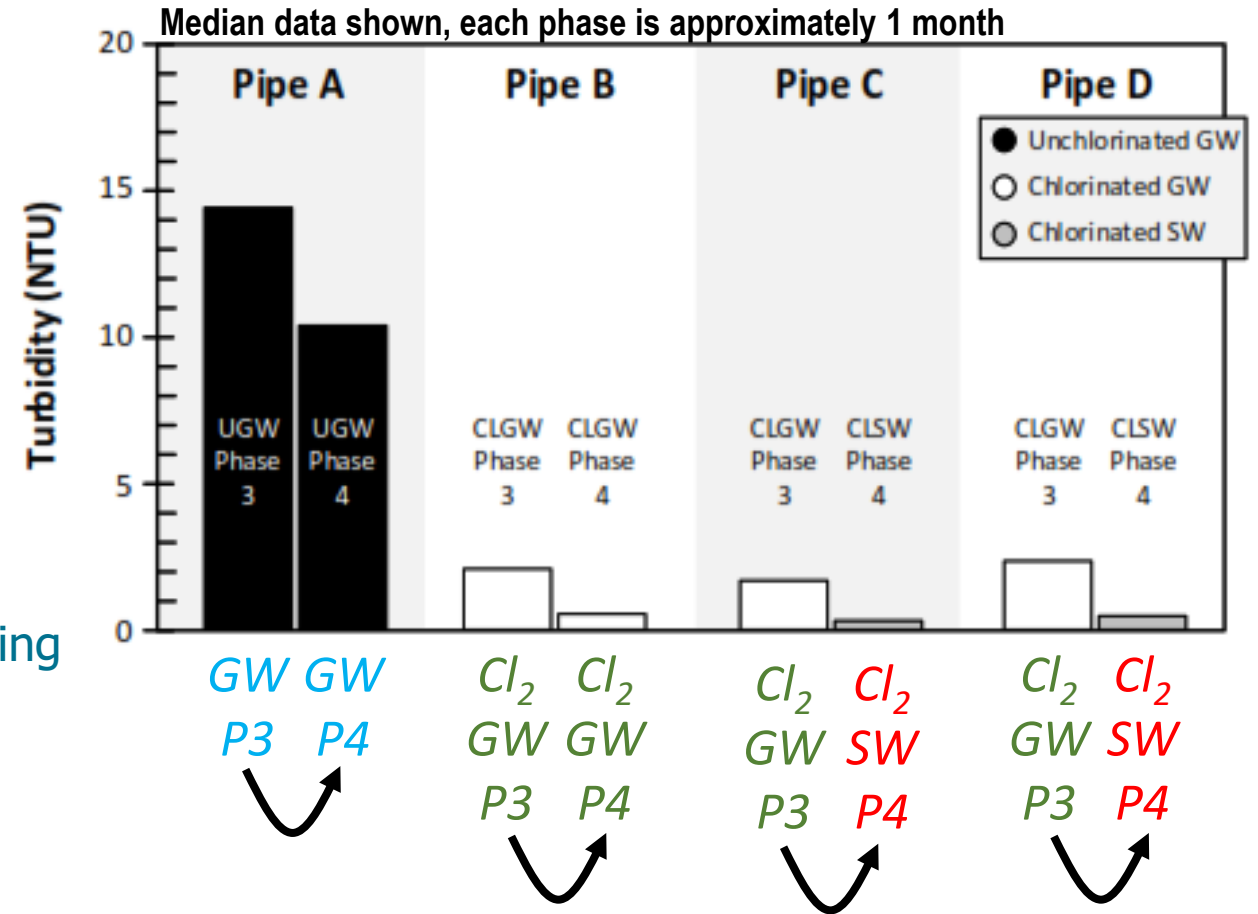 Median data shown, each phase is approximately 1 month
Turbidity (NTU)
20
15
10
5
0
Pipe A
Pipe B
Pipe C
Pipe D
Unchlorinated GW
Chlorinated GW
Chlorinated SW
UGW
Phase
3
UGW
Phase
4
CLGW
Phase
3
CLGW
Phase
4
CLGW
Phase
3
CLSW
Phase
4
CLGW
Phase
3
CLSW
Phase
4
ing
GW
P3
GW
P4
Cl₂
GW
P3
Cl₂
GW
P4
Cl₂
GW
P3
Cl₂
SW
P4
Cl₂
GW
P3
Cl₂
SW
P4